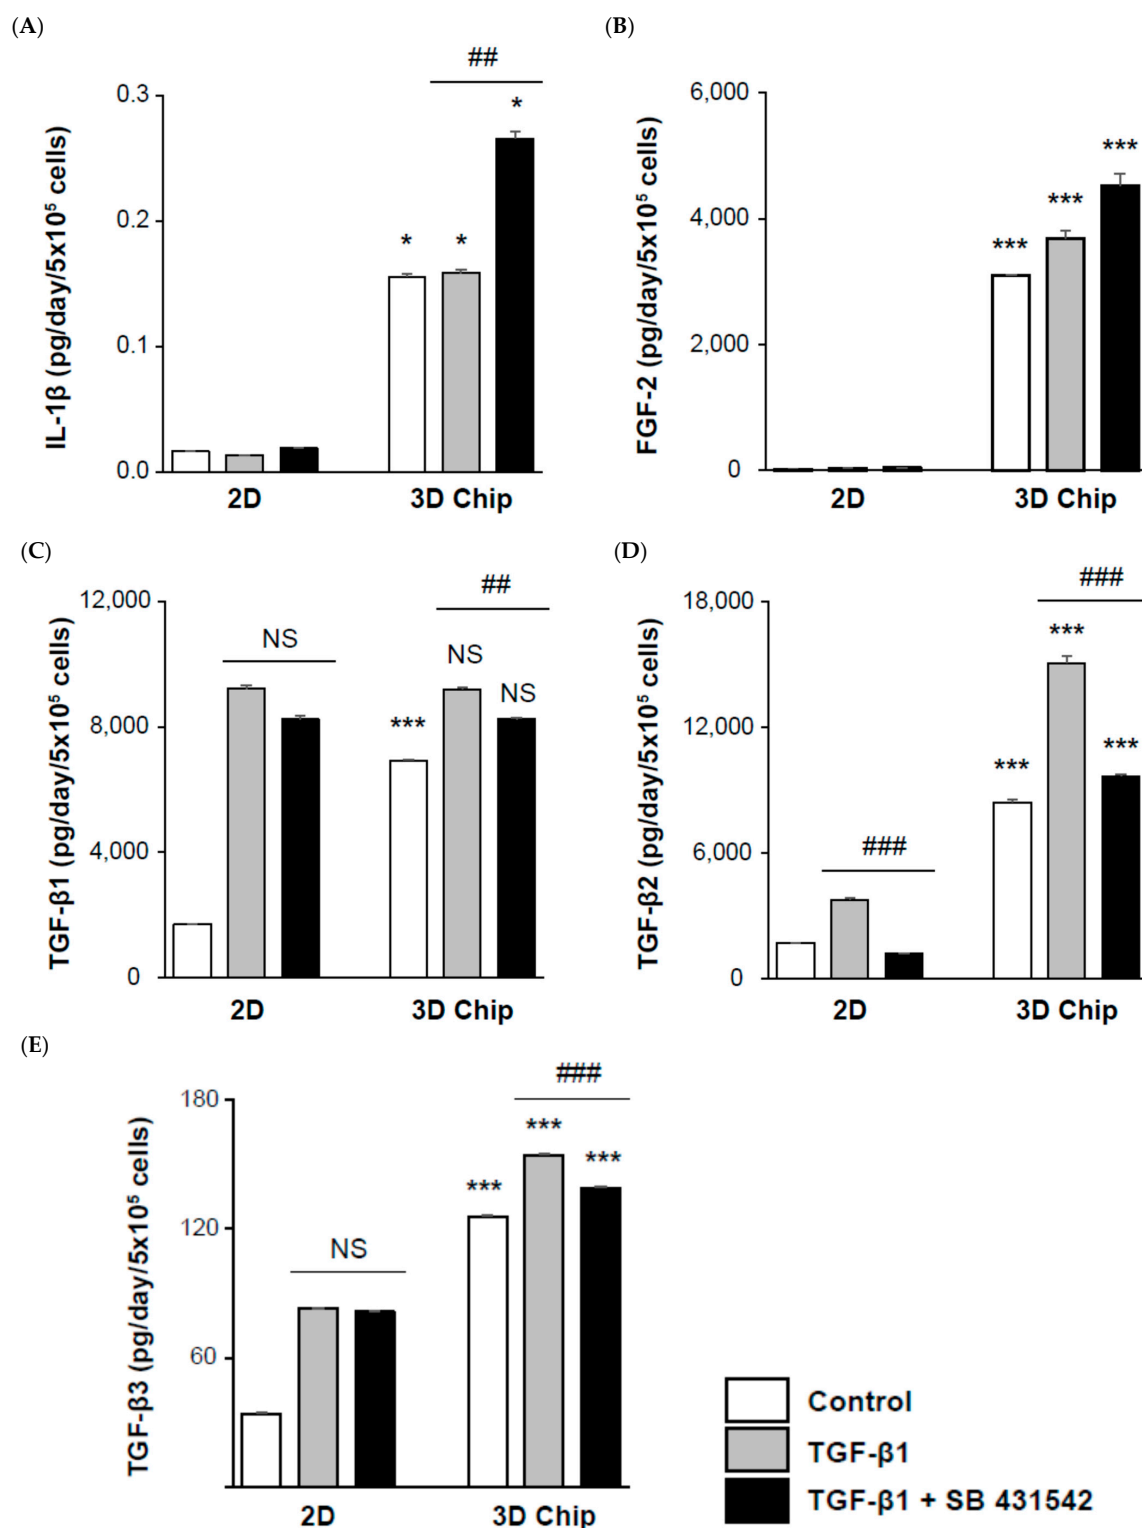 (A)
##
0.3
0.2
0.1
0.0
IL-1β (pg/day/5x10⁵ cells)
*
*
*
2D
3D Chip
(B)
6,000
4,000
2,000
0
FGF-2 (pg/day/5x10⁵ cells)
***
***
***
2D
3D Chip
(C)
##
12,000
8,000
4,000
0
TGF-β1 (pg/day/5x10⁵ cells)
NS
***
NS
NS
2D
3D Chip
(D)
###
18,000
12,000
6,000
0
TGF-β2 (pg/day/5x10⁵ cells)
###
***
***
***
2D
3D Chip
(E)
###
180
120
60
TGF-β3 (pg/day/5x10⁵ cells)
NS
***
***
***
2D
3D Chip
Control
TGF-β1
TGF-β1 + SB 431542